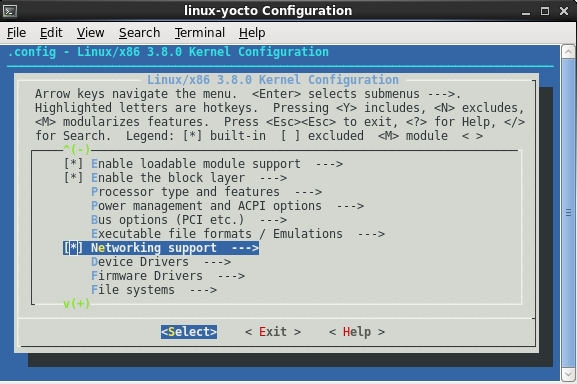 linux-yocto Configuration
File Edit View Search Terminal Help
.config - Linux/x86 3.8.0 Kernel Configuration
Linux/x86 3.8.0 Kernel Configuration
Arrow keys navigate the menu.  <Enter> selects submenus --->.
Highlighted letters are hotkeys.  Pressing <Y> includes, <N> excludes,
<M> modularizes features.  Press <Esc><Esc> to exit, <?> for Help, </>
for Search.  Legend: [*] built-in  [ ] excluded  <M> module  < >
^(-)
[*] Enable loadable module support  --->
[*] Enable the block layer  --->
Processor type and features  --->
Power management and ACPI options  --->
Bus options (PCI etc.)  --->
Executable file formats / Emulations  --->
[*] Networking support  --->
Device Drivers  --->
Firmware Drivers  --->
File systems  --->
v(+)
<Select>    < Exit >    < Help >